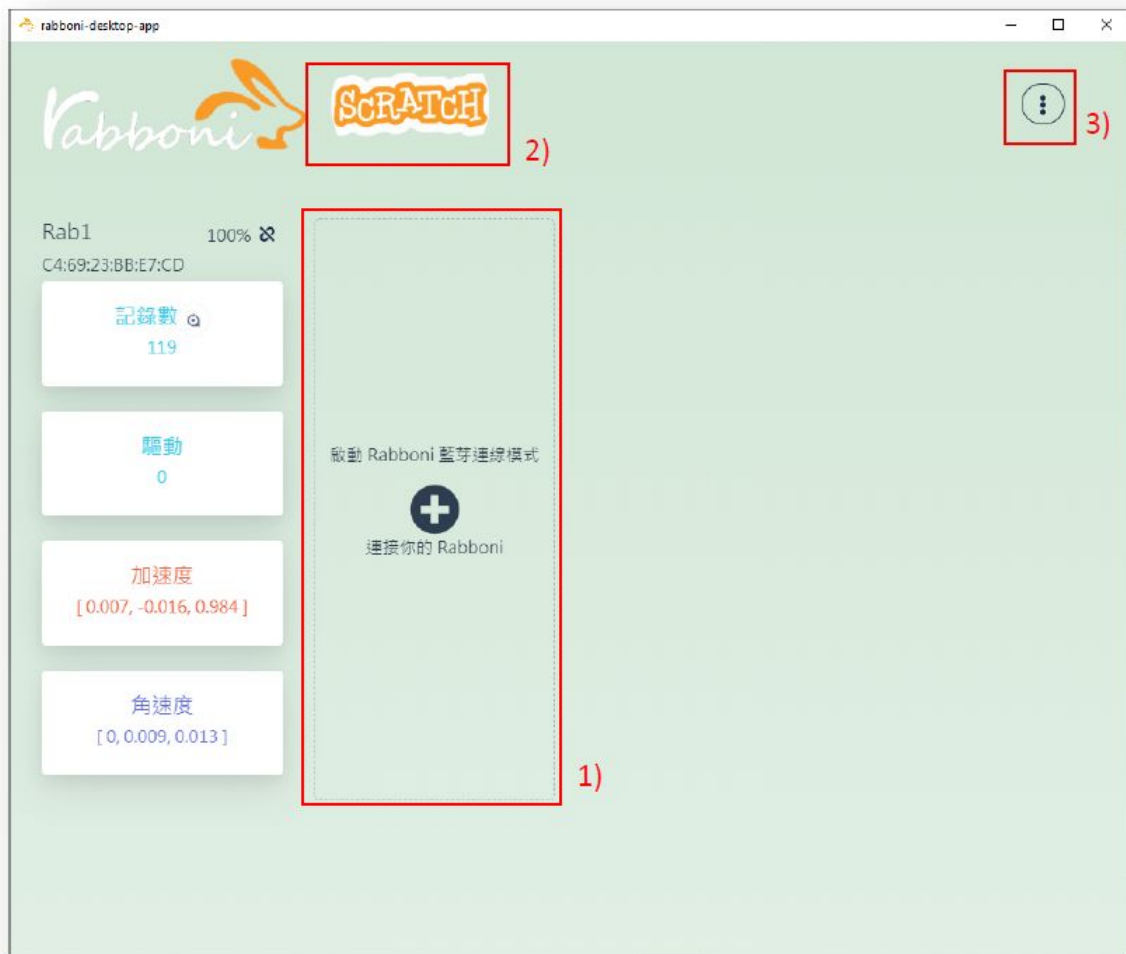 rabboni-desktop-app
rabboni
SCRATCH
2)
3)
Rab1
100%
C4:69:23:BB:E7:CD
記錄數
119
驅動
0
加速度
[ 0.007, -0.016, 0.984 ]
角速度
[ 0, 0.009, 0.013 ]
啟動 Rabboni 藍芽連線模式
連接你的 Rabboni
1)